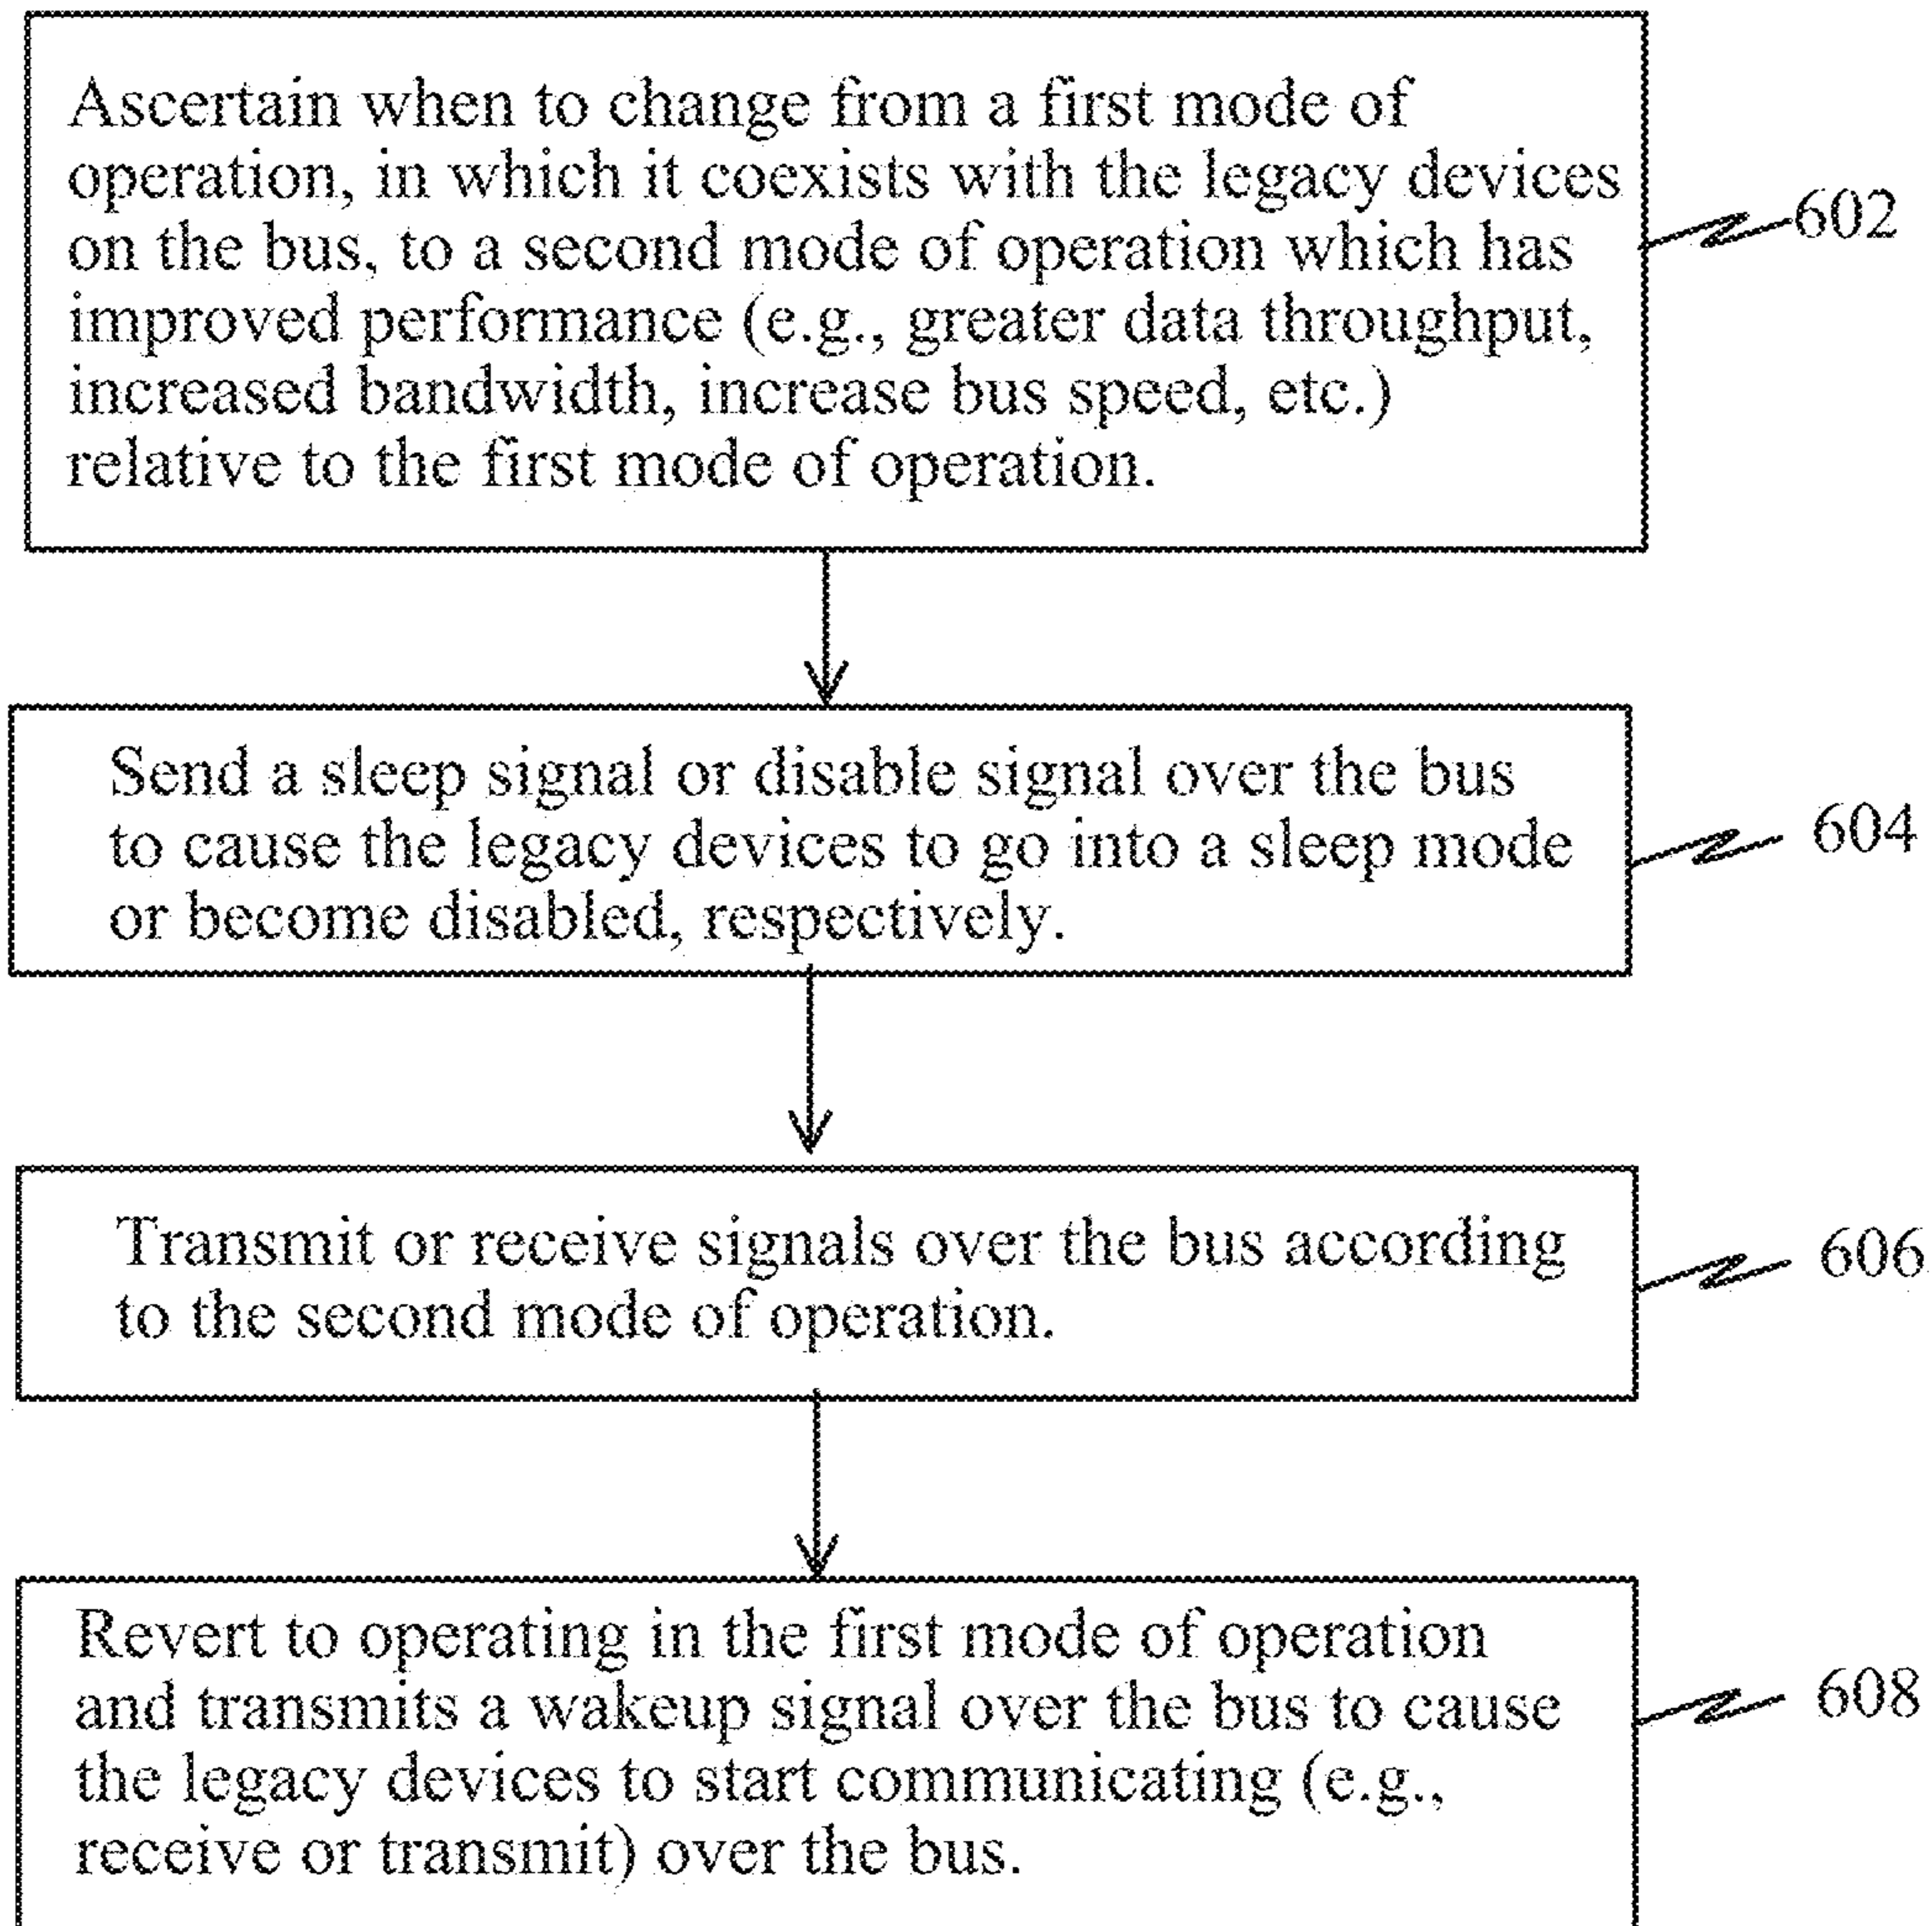 Ascertain when to change from a first mode of
operation, in which it coexists with the legacy devices
on the bus, to a second mode of operation which has
improved performance (e.g., greater data throughput,
increased bandwidth, increase bus speed, etc.)
relative to the first mode of operation.
602
Send a sleep signal or disable signal over the bus
to cause the legacy devices to go into a sleep mode
or become disabled, respectively.
604
Transmit or receive signals over the bus according
to the second mode of operation.
606
Revert to operating in the first mode of operation
and transmits a wakeup signal over the bus to cause
the legacy devices to start communicating (e.g.,
receive or transmit) over the bus.
608